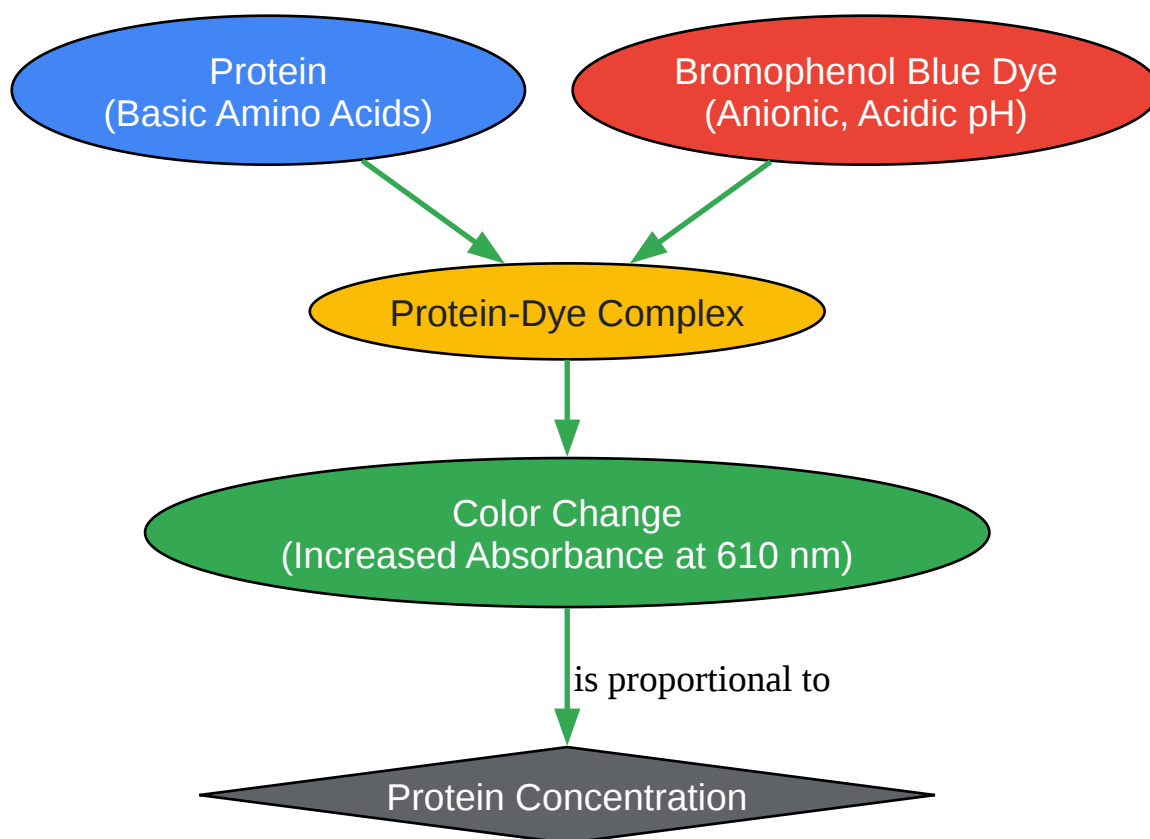 Protein
(Basic Amino Acids)
Bromophenol Blue Dye
(Anionic, Acidic pH)
Protein-Dye Complex
Color Change
(Increased Absorbance at 610 nm)
is proportional to
Protein Concentration